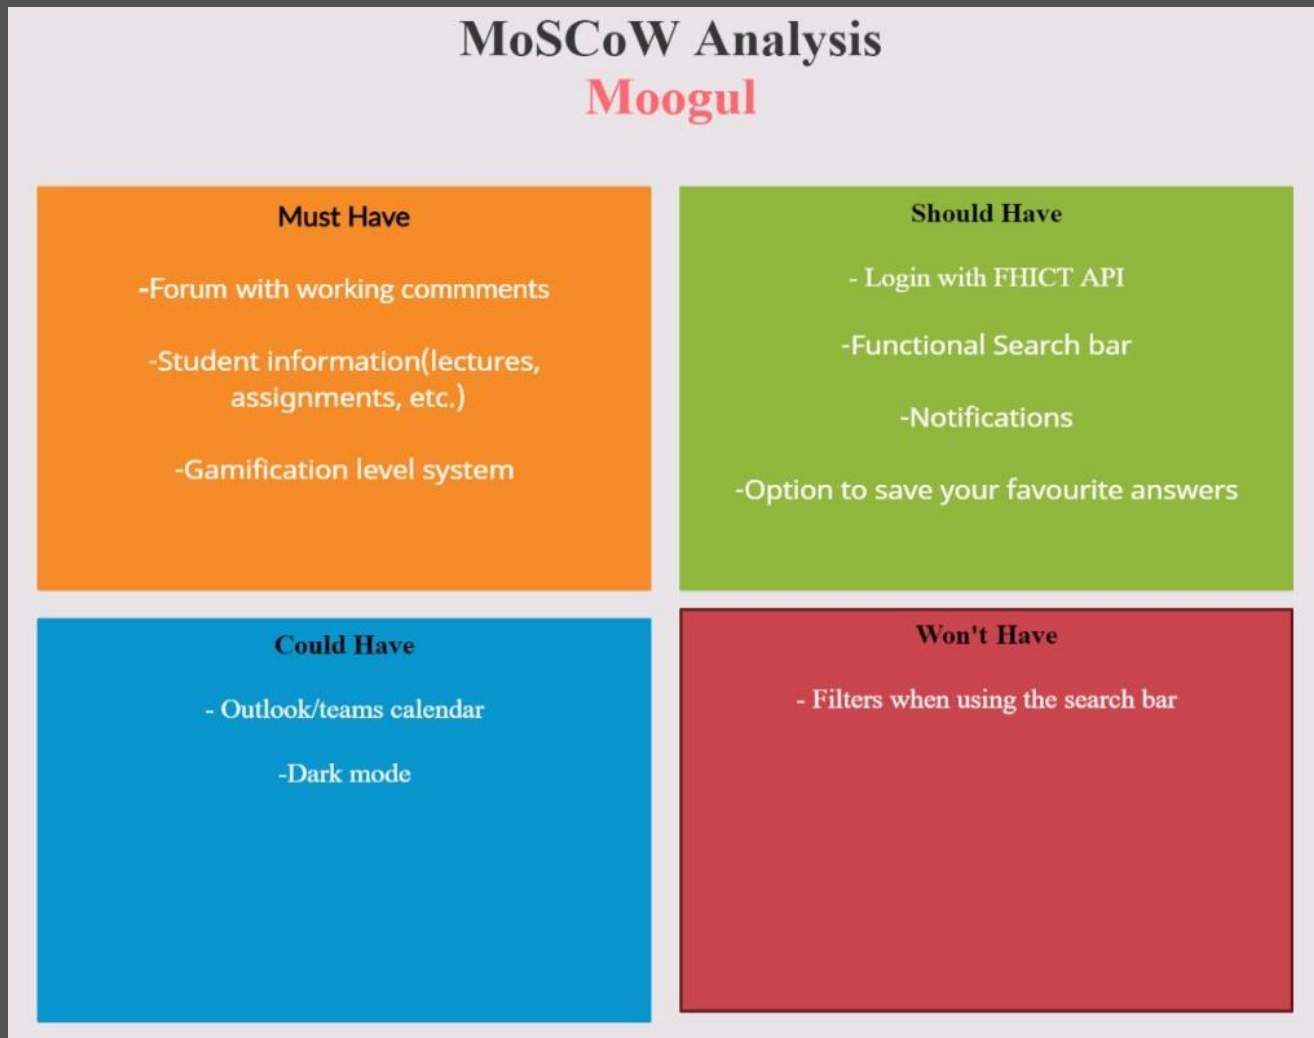 MoSCoW Analysis
Moogul
Must Have
-Forum with working commments
-Student information(lectures,
assignments, etc.)
-Gamification level system
Should Have
- Login with FHICT API
-Functional Search bar
-Notifications
-Option to save your favourite answers
Could Have
- Outlook/teams calendar
-Dark mode
Won't Have
- Filters when using the search bar